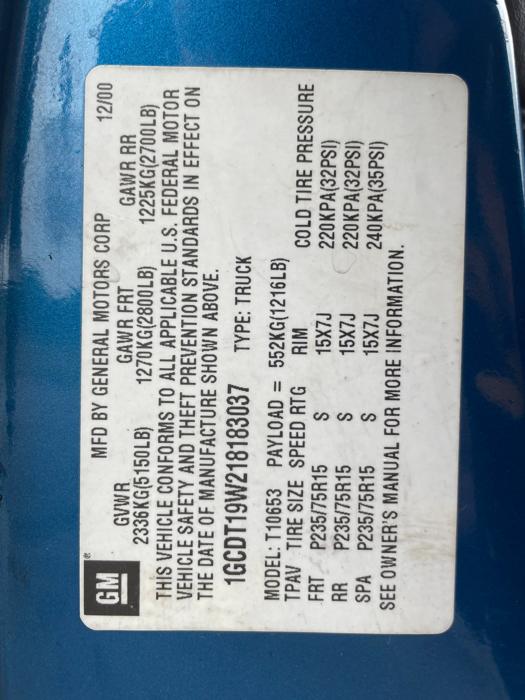 GM
MFD BY GENERAL MOTORS CORP 12/00
GVWR GAWR FRT GAWR RR
2336KG(5150LB) 1270KG(2800LB) 1225KG(2700LB)
THIS VEHICLE CONFORMS TO ALL APPLICABLE U.S. FEDERAL MOTOR
VEHICLE SAFETY AND THEFT PREVENTION STANDARDS IN EFFECT ON
THE DATE OF MANUFACTURE SHOWN ABOVE.
1GCDT19W218183037 TYPE: TRUCK
MODEL: T10653 PAYLOAD = 552KG(1216LB)
TPAV TIRE SIZE SPEED RTG RIM COLD TIRE PRESSURE
FRT P235/75R15 S 15X7J 220KPA(32PSI)
RR P235/75R15 S 15X7J 220KPA(32PSI)
SPA P235/75R15 S 15X7J 240KPA(35PSI)
SEE OWNER'S MANUAL FOR MORE INFORMATION.